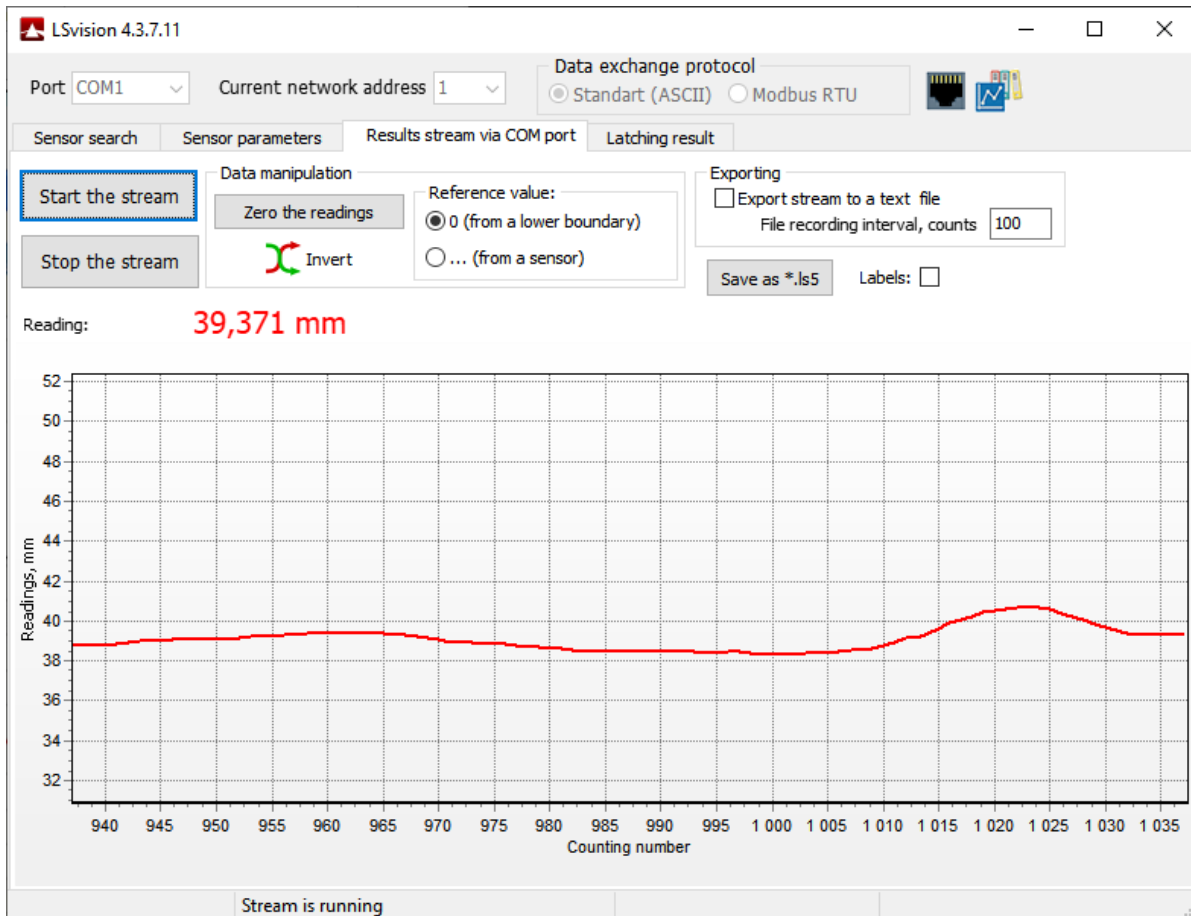 LSvision 4.3.7.11
Port COM1 Current network address 1 Data exchange protocol
Standart (ASCII) Modbus RTU
Sensor search Sensor parameters Results stream via COM port Latching result
Start the stream
Stop the stream
Data manipulation
Zero the readings
Invert
Reference value:
0 (from a lower boundary)
... (from a sensor)
Exporting
Export stream to a text file
File recording interval, counts 100
Save as *.ls5 Labels:
Reading: 39,371 mm
Readings, mm
52
50
48
46
44
42
40
38
36
34
32
940 945 950 955 960 965 970 975 980 985 990 995 1 000 1 005 1 010 1 015 1 020 1 025 1 030 1 035
Counting number
Stream is running